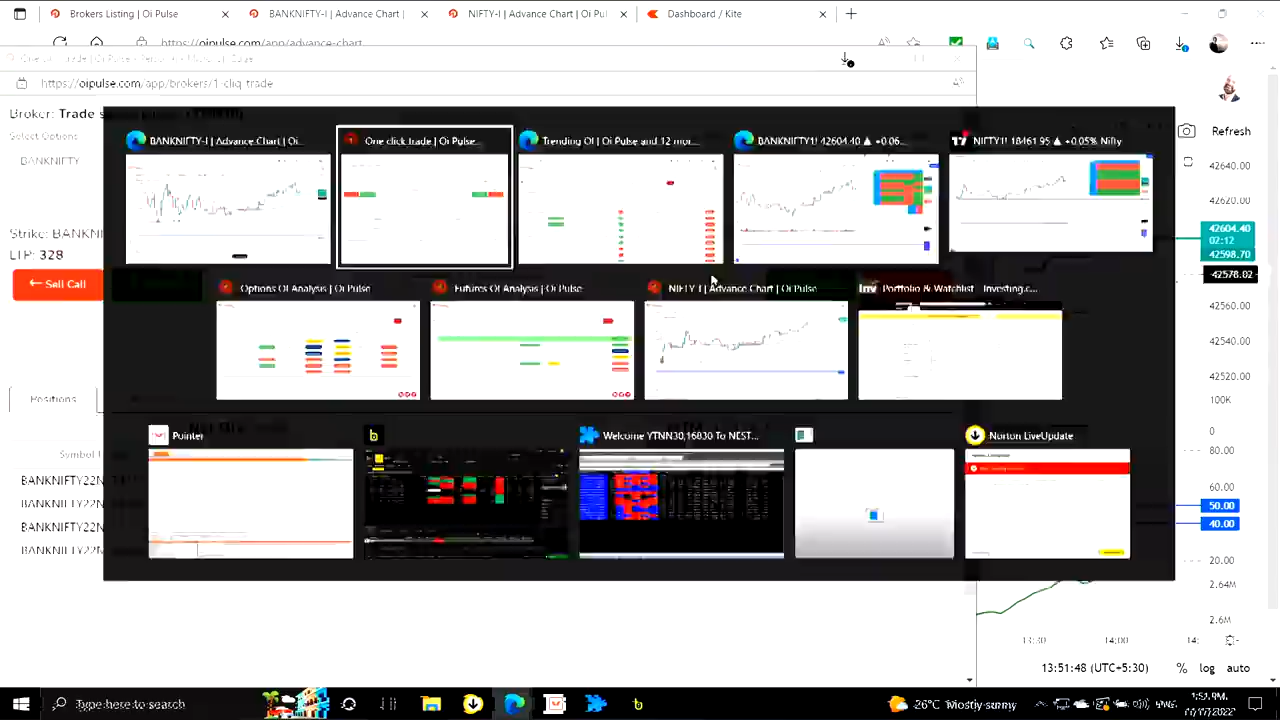 Brokers Listing | Oi Pulse
BANKNIFTY-I | Advance Chart |
NIFTY-I | Advance Chart | Oi Pul
Dashboard / Kite
https://oipulse.com/app/advance-chart
https://oipulse.com/app/brokers/1-cliq-trade
Broker: Trade
Select Options
BANKNIFTY
Refresh
BANKNIFTY-I | Advance Chart | Oi...
One click trade | Oi Pulse...
Trending OI | Oi Pulse and 12 mor...
BANKNIFTY1! 42604.40 ▲ +0.06...
NIFTY1! 18461.95 ▲ +0.05% Nifty
42640.00
42620.00
42604.40
02:12
42598.70
42578.02
42560.00
42540.00
42520.00
100K
0
80.00
60.00
50.00
40.00
20.00
2.64M
2.6M
Strike: BANKNI
LTP: 328
← Sell Call
Options OI Analysis | Oi Pulse
Futures OI Analysis | Oi Pulse
NIFTY-I | Advance Chart | Oi Pulse
Portfolio & Watchlist - Investing.c...
Positions
Symbol
BANKNIFTY22N
BANKNIFTY22N
BANKNIFTY22N
BANKNIFTY22N
Pointer
Welcome YTNN30,16830 To NEST...
Norton LiveUpdate
13:30
14:00
14:
13:51:48 (UTC+5:30)
%
log
auto
Type here to search
26°C Mostly sunny
ENG